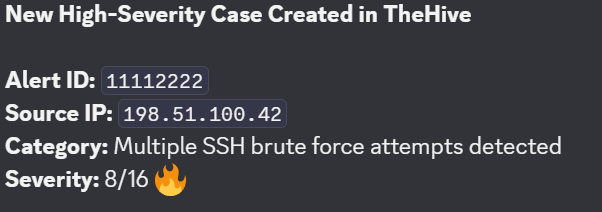 New High-Severity Case Created in TheHive
Alert ID: 11112222
Source IP: 198.51.100.42
Category: Multiple SSH brute force attempts detected
Severity: 8/16 🔥